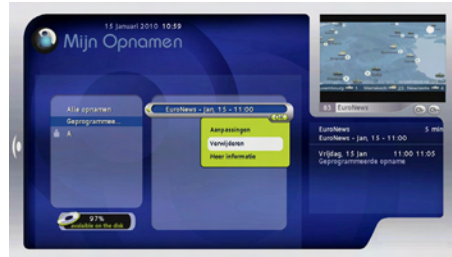 15 Januari 2010 10:59
Mijn Opnamen
Alle opnamen
Geprogrammee...
A
EuroNews - Jan, 15 - 11:00
OK
Aanpassingen
Verwijderen
Meer informatie
97%
available on the disk
81 EuroNews
EuroNews 5 min
EuroNews - Jan, 15 - 11:00
Vrijdag, 15 Jan 11:00 11:05
Geprogrammeerde opname